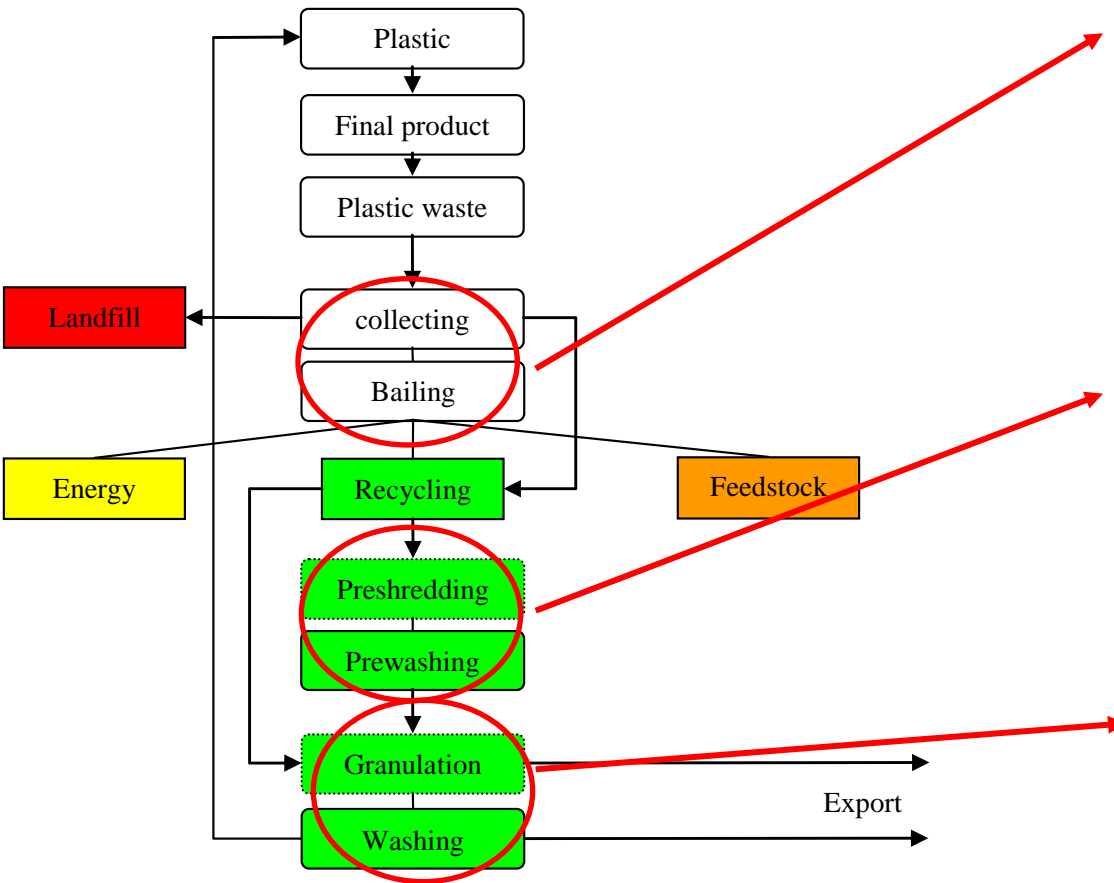 Plastic
Final product
Plastic waste
Landfill
collecting
Bailing
Energy
Recycling
Feedstock
Preshredding
Prewashing
Granulation
Export
Washing